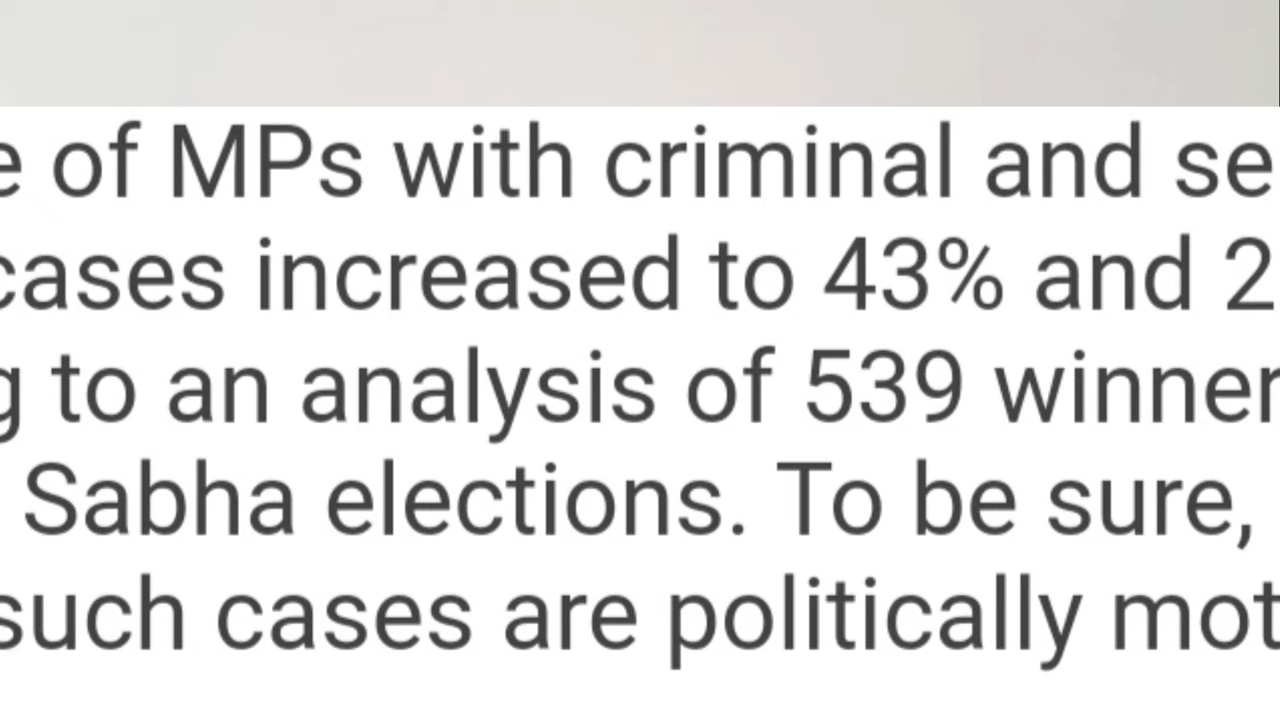 e of MPs with criminal and se
cases increased to 43% and 2
g to an analysis of 539 winner
Sabha elections. To be sure,
such cases are politically mot